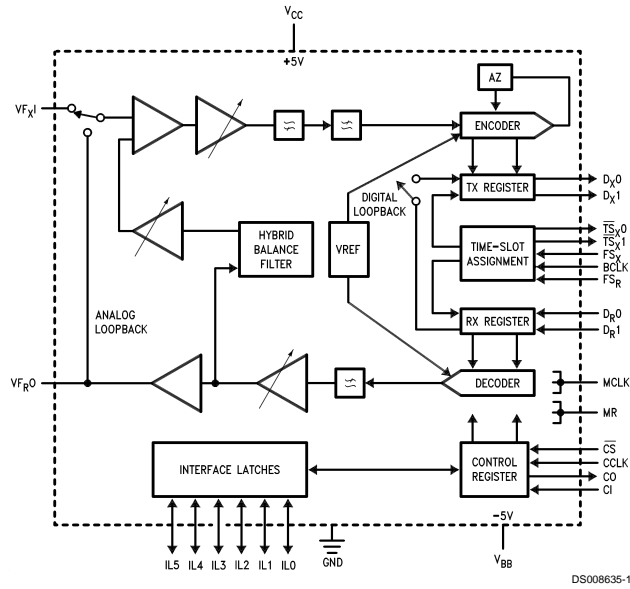 VCC
+5V
VFXI
AZ
ENCODER
TX REGISTER
DX0
DX1
DIGITAL
LOOPBACK
HYBRID
BALANCE
FILTER
VREF
TIME-SLOT
ASSIGNMENT
TSX0
TSX1
FSX
BCLK
FSR
ANALOG
LOOPBACK
RX REGISTER
DR0
DR1
VFRO
DECODER
MCLK
MR
INTERFACE LATCHES
CONTROL
REGISTER
CS
CCLK
CO
CI
-5V
IL5 IL4 IL3 IL2 IL1 IL0
GND
VBB
DS008635-1